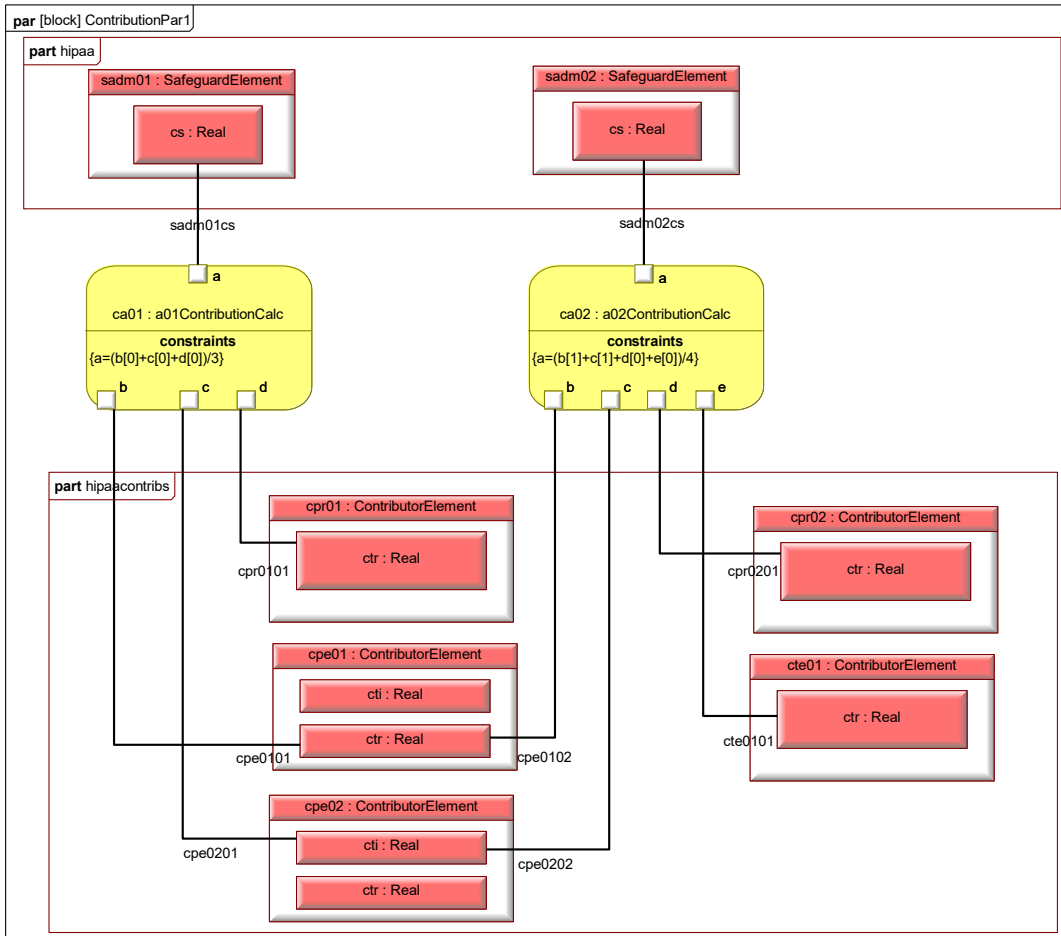 par [block] ContributionPar1
part hipaa
sadm01 : SafeguardElement
cs : Real
sadm02 : SafeguardElement
cs : Real
sadm01cs
sadm02cs
a
ca01 : a01ContributionCalc
constraints
{a=(b[0]+c[0]+d[0])/3}
b c d
a
ca02 : a02ContributionCalc
constraints
{a=(b[1]+c[1]+d[0]+e[0])/4}
b c d e
part hipaacontribs
cpr01 : ContributorElement
ctr : Real
cpr0101
cpr02 : ContributorElement
ctr : Real
cpr0201
cpe01 : ContributorElement
cti : Real
ctr : Real
cpe0101
cpe0102
cte01 : ContributorElement
ctr : Real
cte0101
cpe02 : ContributorElement
cti : Real
cpe0201
cpe0202
ctr : Real